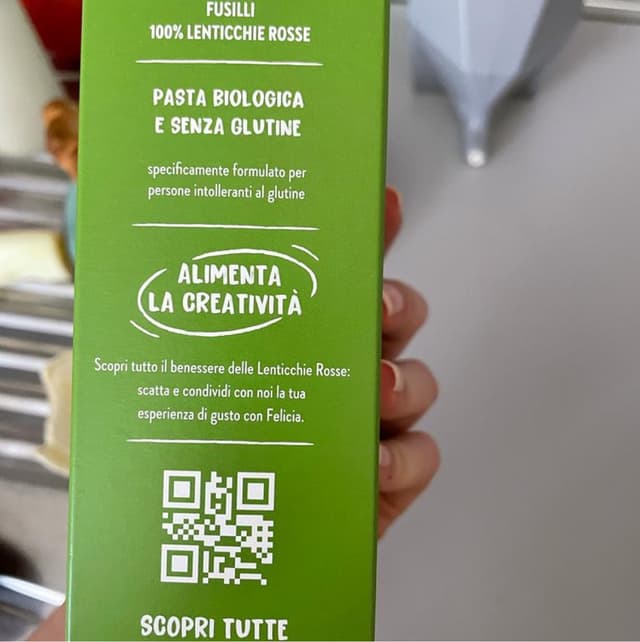 FUSILLI
100% LENTICCHIE ROSSE
PASTA BIOLOGICA
E SENZA GLUTINE
specificamente formulato per
persone intolleranti al glutine
ALIMENTA
LA CREATIVITÀ
Scopri tutto il benessere delle Lenticchie Rosse:
scatta e condividi con noi la tua
esperienza di gusto con Felicia.
SCOPRI TUTTE